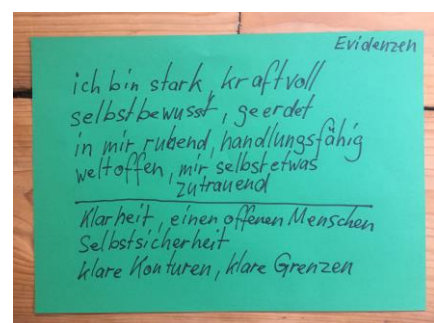 Evidenzen
ich bin stark, kraftvoll
selbstbewusst, geerdet
in mir ruhend, handlungsfähig
weltoffen, mir selbst etwas
zutrauend
Klarheit, einen offenen Menschen
Selbstsicherheit
klare Konturen, klare Grenzen